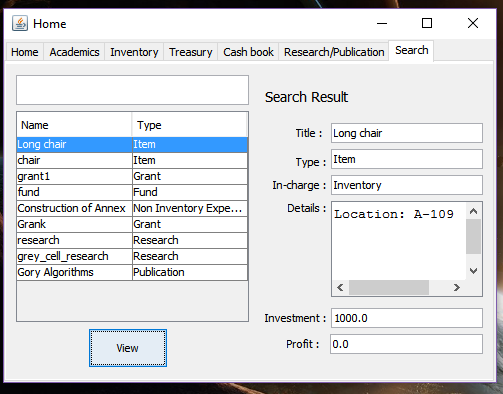 Home
Home Academics Inventory Treasury Cash book Research/Publication Search
Search Result
Name Type
Long chair Item
chair Item
grant1 Grant
fund Fund
Construction of Annex Non Inventory Expe...
Grank Grant
research Research
grey_cell_research Research
Gory Algorithms Publication
View
Title : Long chair
Type : Item
In-charge : Inventory
Details : Location: A-109
Investment : 1000.0
Profit : 0.0